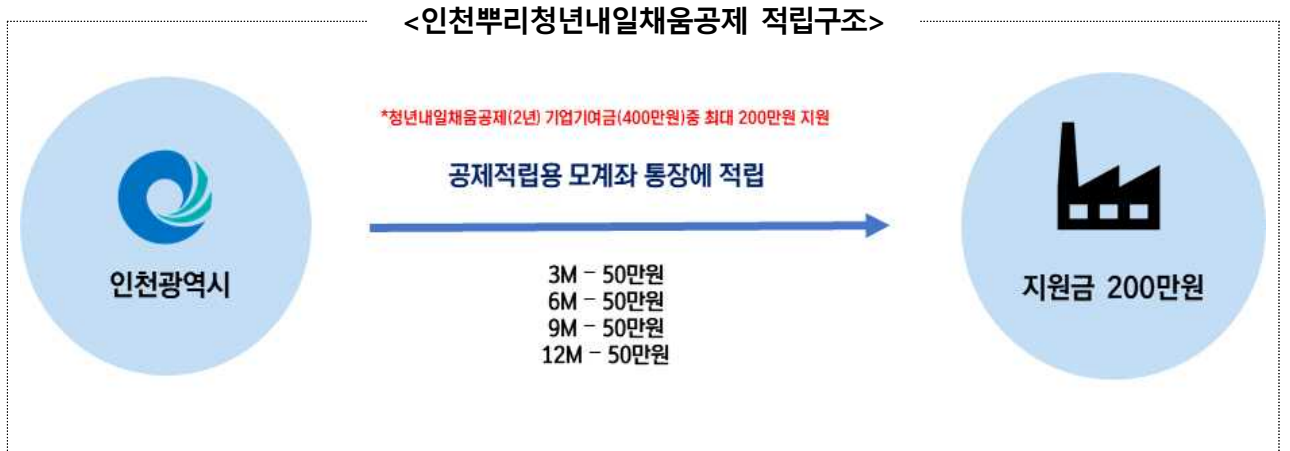 <인천뿌리청년내일채움공제 적립구조>
*청년내일채움공제(2년) 기업기여금(400만원)중 최대 200만원 지원
공제적립용 모계좌 통장에 적립
인천광역시
3M - 50만원
6M - 50만원
9M - 50만원
12M - 50만원
지원금 200만원